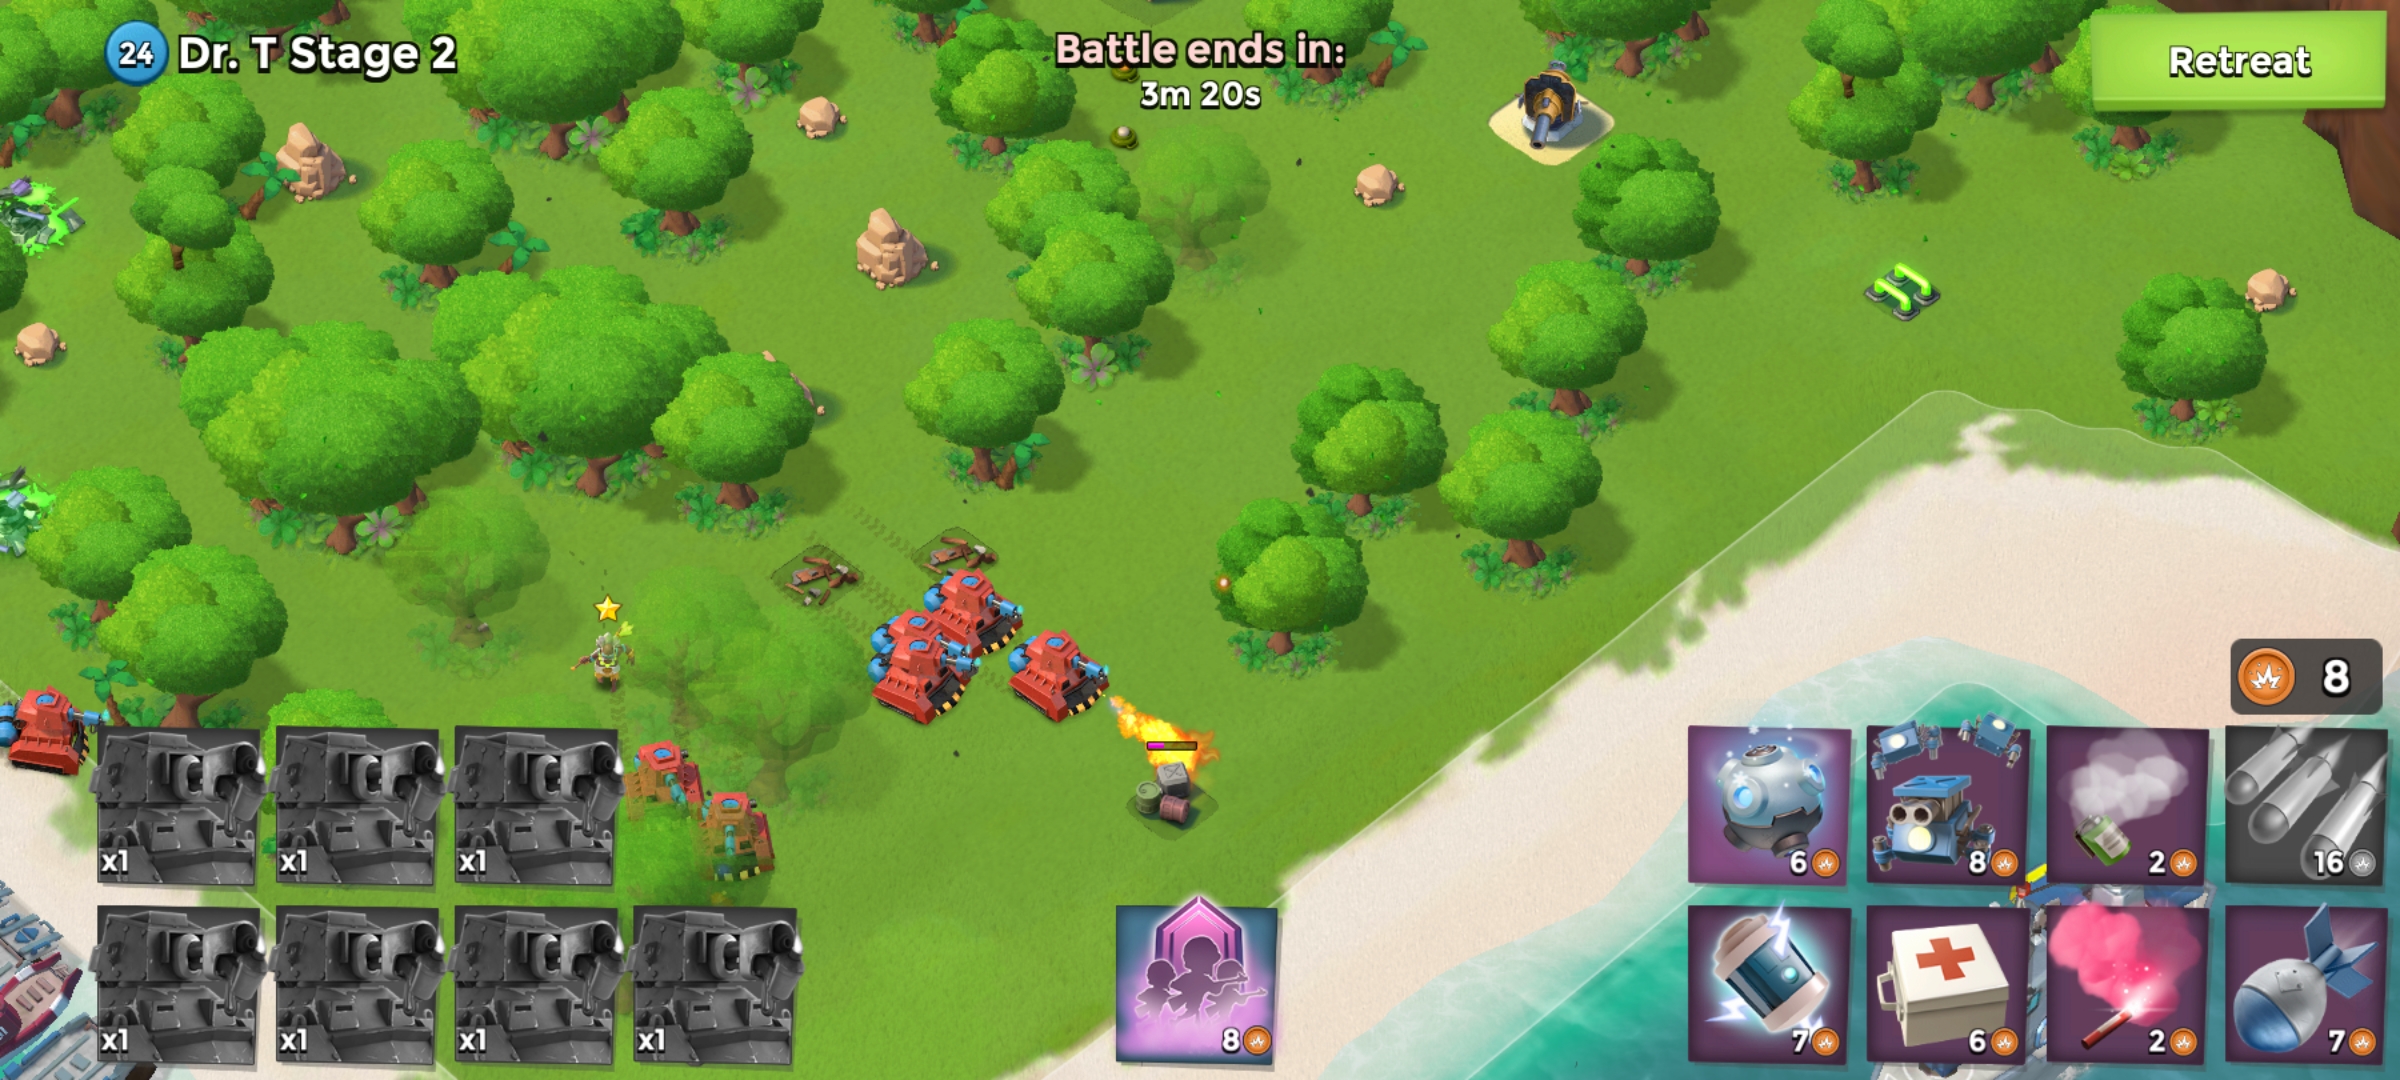 24 Dr. T Stage 2
Battle ends in:
3m 20s
Retreat
8
x1 x1 x1
6 8 2 16
x1 x1 x1 x1
8
7 6 2 7